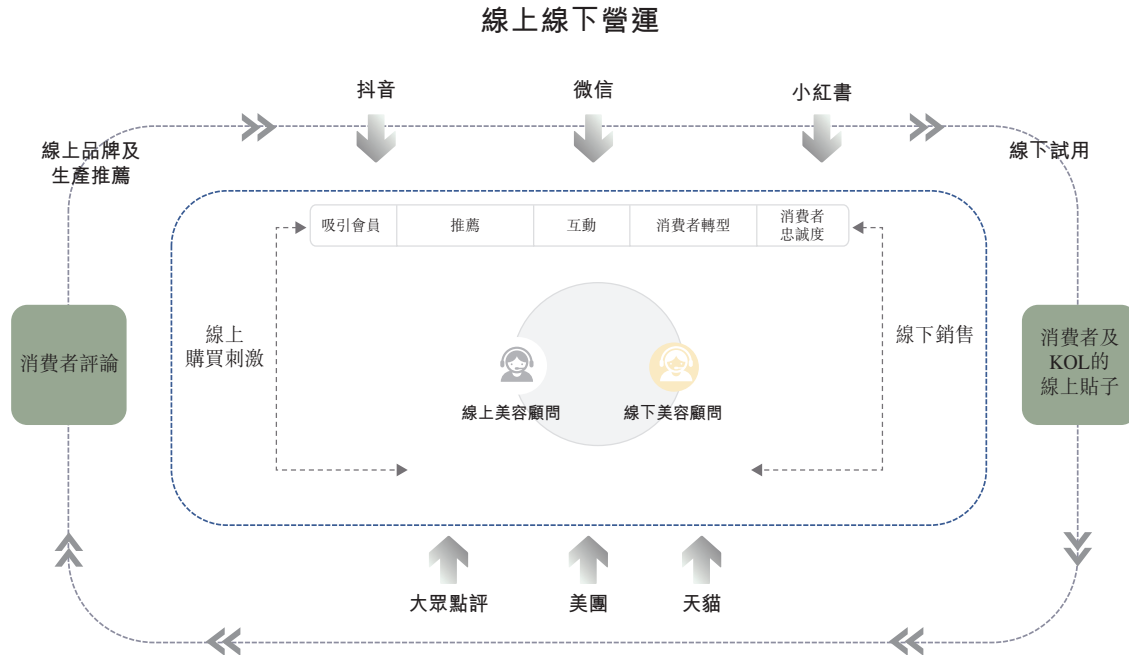 線上線下營運
抖音
微信
小紅書
線上品牌及
生產推薦
線下試用
吸引會員
推薦
互動
消費者轉型
消費者
忠誠度
消費者評論
線上
購買刺激
線下銷售
消費者及
KOL的
線上貼子
線上美容顧問
線下美容顧問
大眾點評
美團
天貓